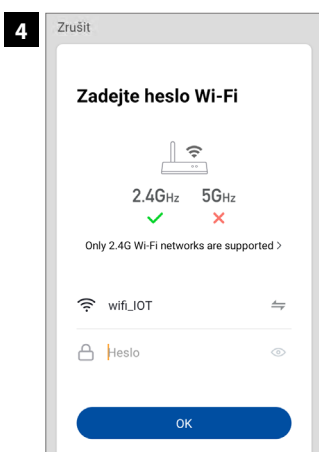 4
Zrušit
Zadejte heslo Wi-Fi
2.4GHz 5GHz
Only 2.4G Wi-Fi networks are supported >
wifi_IOT
Heslo
OK